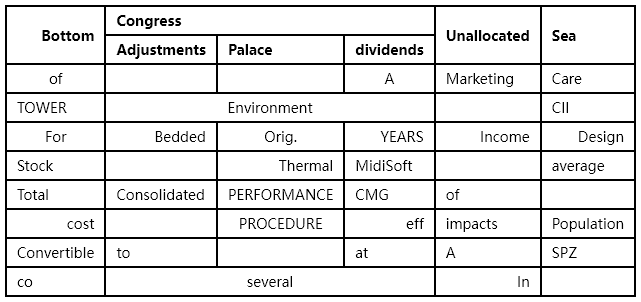 Bottom Congress Unallocated Sea
Adjustments Palace dividends
of A Marketing Care
TOWER Environment CII
For Bedded Orig. YEARS Income Design
Stock Thermal MidiSoft average
Total Consolidated PERFORMANCE CMG of
cost PROCEDURE eff impacts Population
Convertible to at A SPZ
co several In